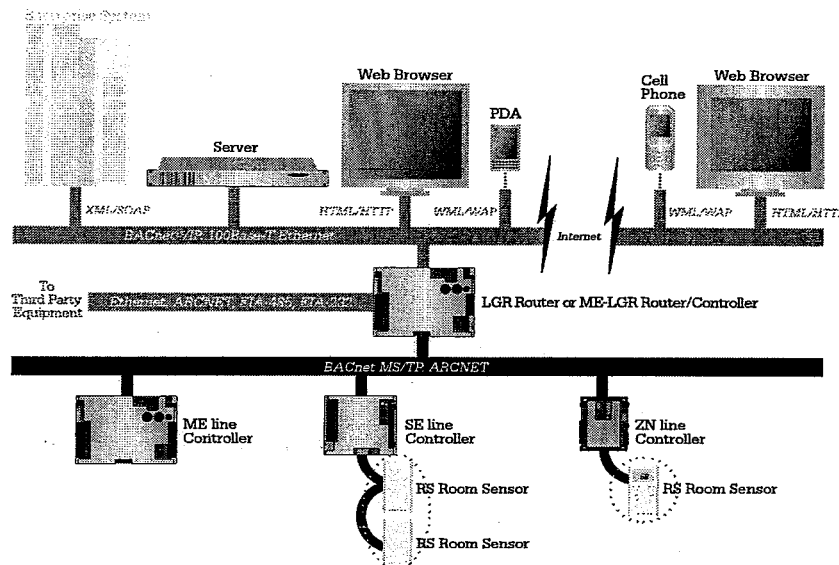 Enterprise System
Web Browser
Cell
Phone
Web Browser
PDA
Server
XML/SOAP
HTML/HTTP
WML/WAP
WML/WAP
HTML/HTTP
BACnet/IP 100Base-T Ethernet
Internet
To
Third Party
Equipment
Ethernet, ARCNET, EIA-485, EIA-232
LGR Router or ME-LGR Router/Controller
BACnet MS/TP, ARCNET
ME line
Controller
SE line
Controller
ZN line
Controller
RS Room Sensor
RS Room Sensor
RS Room Sensor